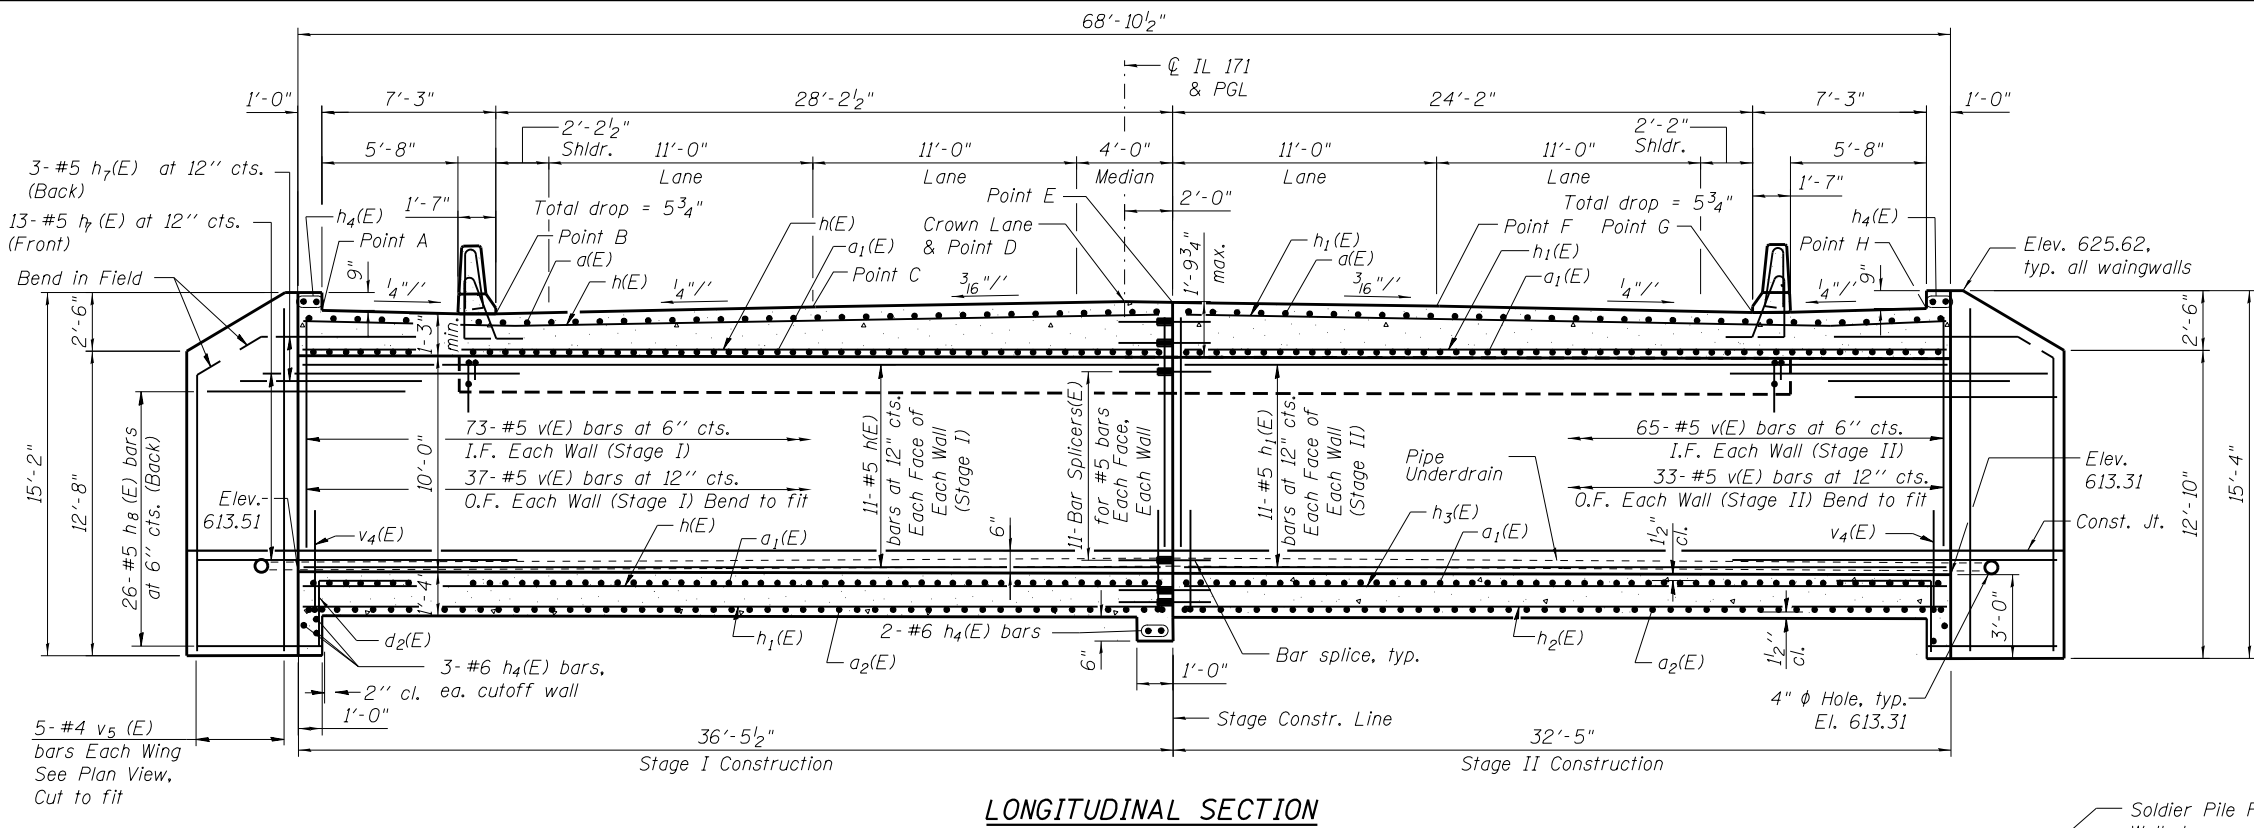 68'-10½"
℄ IL 171
& PGL
1'-0"
7'-3"
28'-2½"
24'-2"
7'-3"
1'-0"
2'-2½"
Shldr.
2'-2"
Shldr.
5'-8"
11'-0"
Lane
11'-0"
Lane
4'-0"
Median
11'-0"
Lane
11'-0"
Lane
5'-8"
3-#5 h7(E) at 12'' cts.
(Back)
13-#5 h7(E) at 12'' cts.
(Front)
Bend in Field
h4(E)
Point A
1'-7"
Total drop = 5¾"
Point B
a(E)
h(E)
h(E)
a1(E)
Point C
Point E
Crown Lane
& Point D
2'-0"
1'-9¾"
max.
h1(E)
a(E)
Total drop = 5¾"
Point F
Point G
h1(E)
a1(E)
1'-7"
h4(E)
Point H
Elev. 625.62,
typ. all waingwalls
9"
¼"/'
¼"/'
3/16"/'
3/16"/'
¼"/'
¼"/'
9"
2'-6"
2'-6"
1'-3"
min.
15'-2"
12'-8"
26-#5 h8(E) bars
at 6'' cts. (Back)
Elev.
613.51
10'-0"
73-#5 v(E) bars at 6'' cts.
I.F. Each Wall (Stage I)
37-#5 v(E) bars at 12'' cts.
O.F. Each Wall (Stage I) Bend to fit
11-#5 h(E)
bars at 12" cts.
Each Face of
Each Wall
(Stage I)
11-Bar Splicers(E)
for #5 bars
Each Face,
Each Wall
11-#5 h1(E)
bars at 12" cts.
Each Face of
Each Wall
(Stage II)
Pipe
Underdrain
65-#5 v(E) bars at 6'' cts.
I.F. Each Wall (Stage II)
33-#5 v(E) bars at 12'' cts.
O.F. Each Wall (Stage II) Bend to fit
Elev.
613.31
Const. Jt.
12'-10"
15'-4"
v4(E)
h(E)
a1(E)
6"
h3(E)
a1(E)
1½"
cl.
v4(E)
1'-4"
3'-0"
d2(E)
h1(E)
a2(E)
2-#6 h4(E) bars
6"
h2(E)
a2(E)
1½"
cl.
3-#6 h4(E) bars,
ea. cutoff wall
2'' cl.
1'-0"
Bar splice, typ.
1'-0"
4" ϕ Hole, typ.
El. 613.31
5-#4 v5 (E)
bars Each Wing
See Plan View,
Cut to fit
Stage Constr. Line
36'-5½"
Stage I Construction
32'-5"
Stage II Construction
LONGITUDINAL SECTION
Soldier Pile